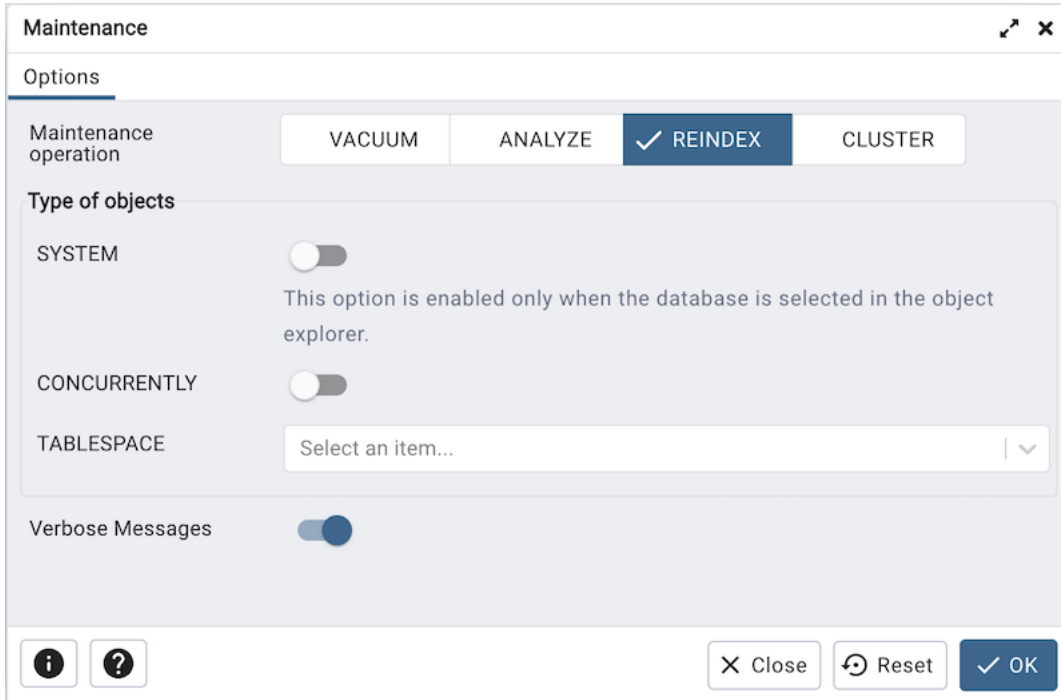 Maintenance
Options
Maintenance
operation
VACUUM ANALYZE REINDEX CLUSTER
Type of objects
SYSTEM
This option is enabled only when the database is selected in the object
explorer.
CONCURRENTLY
TABLESPACE Select an item...
Verbose Messages
Close Reset OK